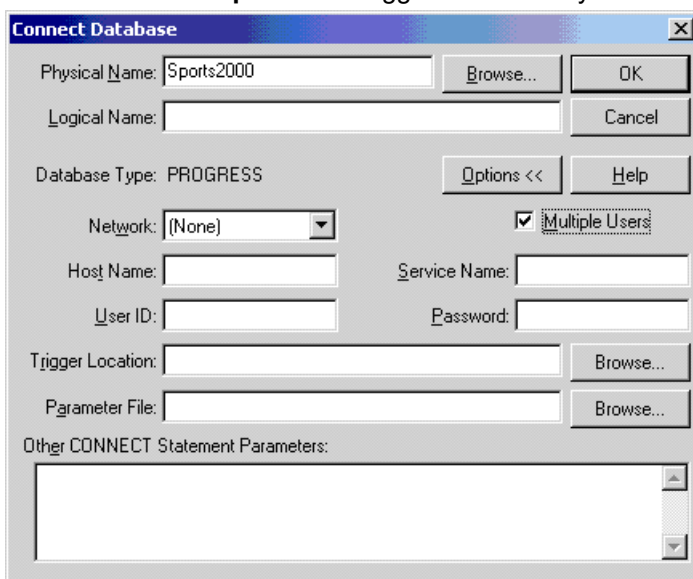 Connect Database
Physical Name: Sports2000 Browse... OK
Logical Name: Cancel
Database Type: PROGRESS Options << Help
Network: (None) Multiple Users
Host Name: Service Name:
User ID: Password:
Trigger Location: Browse...
Parameter File: Browse...
Other CONNECT Statement Parameters: